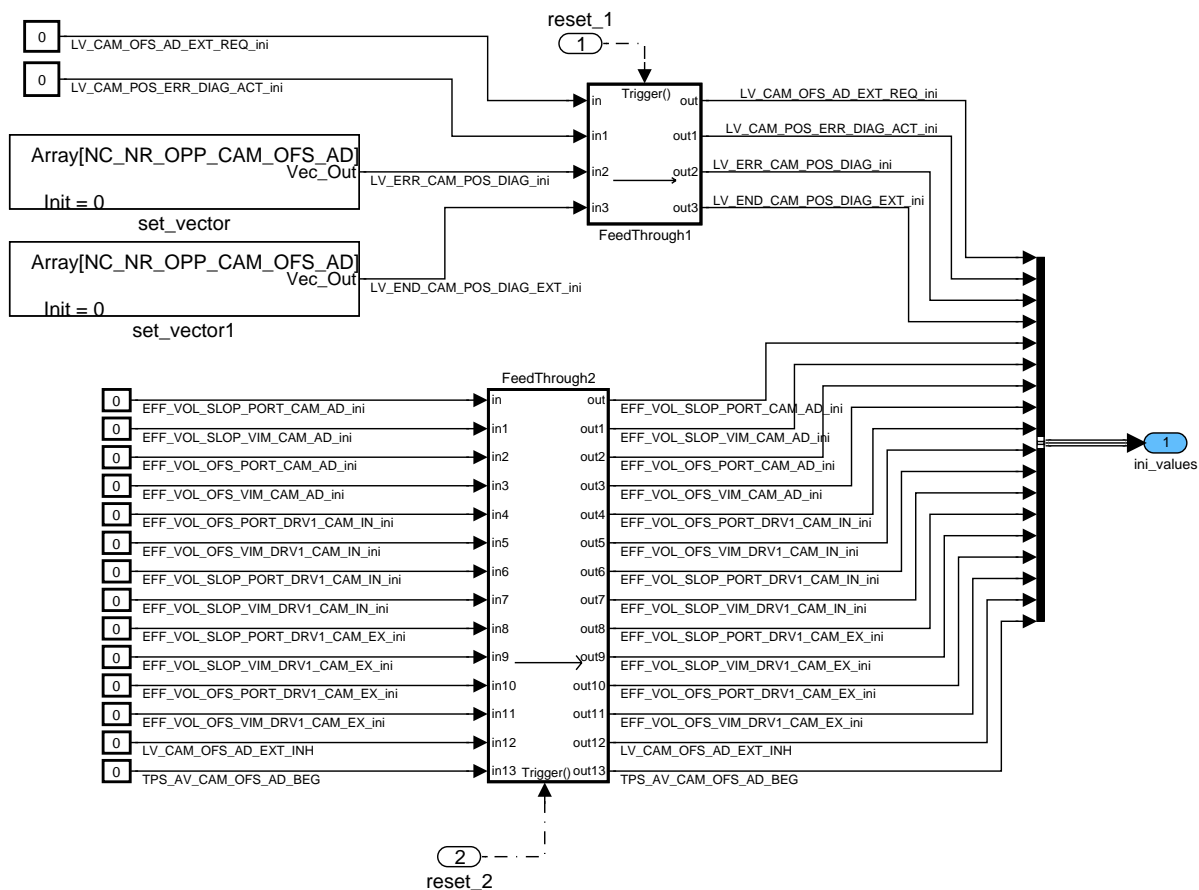 reset_1
1
0
LV_CAM_OFS_AD_EXT_REQ_ini
0
LV_CAM_POS_ERR_DIAG_ACT_ini
Array[NC_NR_OPP_CAM_OFS_AD]
Vec_Out
Init = 0
set_vector
LV_ERR_CAM_POS_DIAG_ini
Array[NC_NR_OPP_CAM_OFS_AD]
Vec_Out
Init = 0
set_vector1
LV_END_CAM_POS_DIAG_EXT_ini
Trigger()
in
in1
in2
in3
out
out1
out2
out3
FeedThrough1
LV_CAM_OFS_AD_EXT_REQ_ini
LV_CAM_POS_ERR_DIAG_ACT_ini
LV_ERR_CAM_POS_DIAG_ini
LV_END_CAM_POS_DIAG_EXT_ini
FeedThrough2
0 in out
EFF_VOL_SLOP_PORT_CAM_AD_ini EFF_VOL_SLOP_PORT_CAM_AD_ini
0 in1 out1
EFF_VOL_SLOP_VIM_CAM_AD_ini EFF_VOL_SLOP_VIM_CAM_AD_ini
0 in2 out2
EFF_VOL_OFS_PORT_CAM_AD_ini EFF_VOL_OFS_PORT_CAM_AD_ini
0 in3 out3
EFF_VOL_OFS_VIM_CAM_AD_ini EFF_VOL_OFS_VIM_CAM_AD_ini
0 in4 out4
EFF_VOL_OFS_PORT_DRV1_CAM_IN_ini EFF_VOL_OFS_PORT_DRV1_CAM_IN_ini
0 in5 out5
EFF_VOL_OFS_VIM_DRV1_CAM_IN_ini EFF_VOL_OFS_VIM_DRV1_CAM_IN_ini
0 in6 out6
EFF_VOL_SLOP_PORT_DRV1_CAM_IN_ini EFF_VOL_SLOP_PORT_DRV1_CAM_IN_ini
0 in7 out7
EFF_VOL_SLOP_VIM_DRV1_CAM_IN_ini EFF_VOL_SLOP_VIM_DRV1_CAM_IN_ini
0 in8 out8
EFF_VOL_SLOP_PORT_DRV1_CAM_EX_ini EFF_VOL_SLOP_PORT_DRV1_CAM_EX_ini
0 in9 out9
EFF_VOL_SLOP_VIM_DRV1_CAM_EX_ini EFF_VOL_SLOP_VIM_DRV1_CAM_EX_ini
0 in10 out10
EFF_VOL_OFS_PORT_DRV1_CAM_EX_ini EFF_VOL_OFS_PORT_DRV1_CAM_EX_ini
0 in11 out11
EFF_VOL_OFS_VIM_DRV1_CAM_EX_ini EFF_VOL_OFS_VIM_DRV1_CAM_EX_ini
0 in12 out12
LV_CAM_OFS_AD_EXT_INH LV_CAM_OFS_AD_EXT_INH
0 in13 Trigger() out13
TPS_AV_CAM_OFS_AD_BEG TPS_AV_CAM_OFS_AD_BEG
1
ini_values
2
reset_2